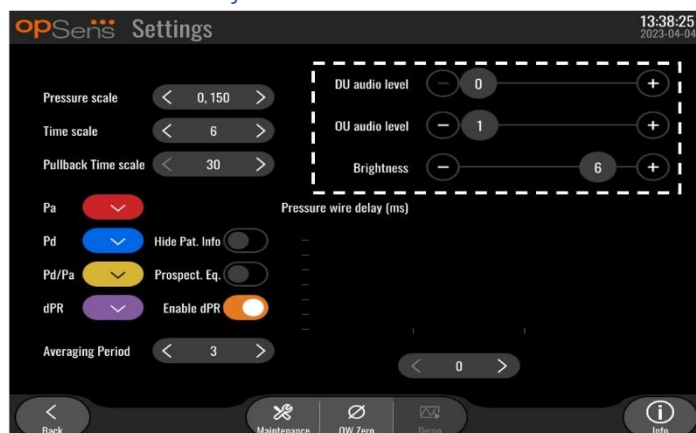 opSens Settings
13:38:25
2023-04-04
Pressure scale < 0, 150 >
Time scale < 6 >
Pullback Time scale < 30 >
DU audio level − 0 +
OU audio level − 1 +
Brightness − 6 +
Pa
Pd
Pd/Pa
dPR
Hide Pat. Info
Prospect. Eq.
Enable dPR
Averaging Period < 3 >
Pressure wire delay (ms)
< 0 >
Back
Maintenance
OW Zero
Demo
Info